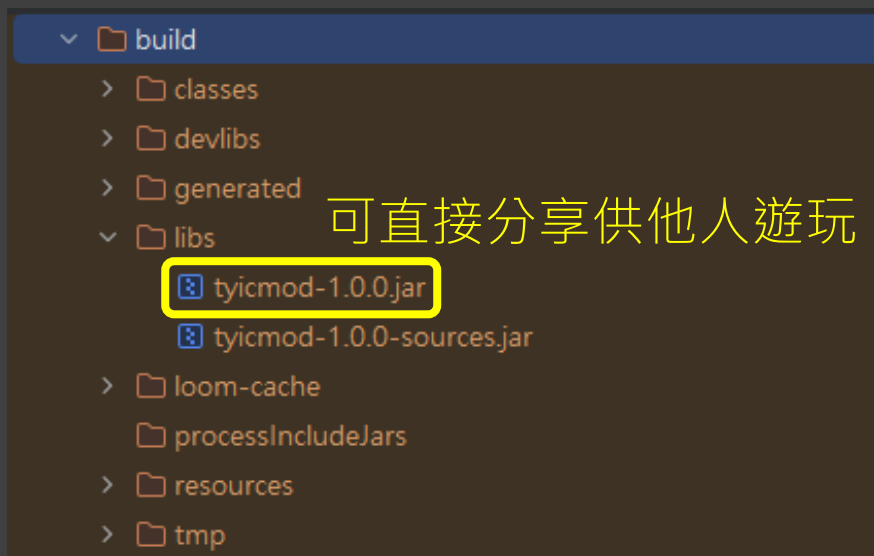 build
classes
devlibs
generated
可直接分享供他人遊玩
libs
tyicmod-1.0.0.jar
tyicmod-1.0.0-sources.jar
loom-cache
processIncludeJars
resources
tmp